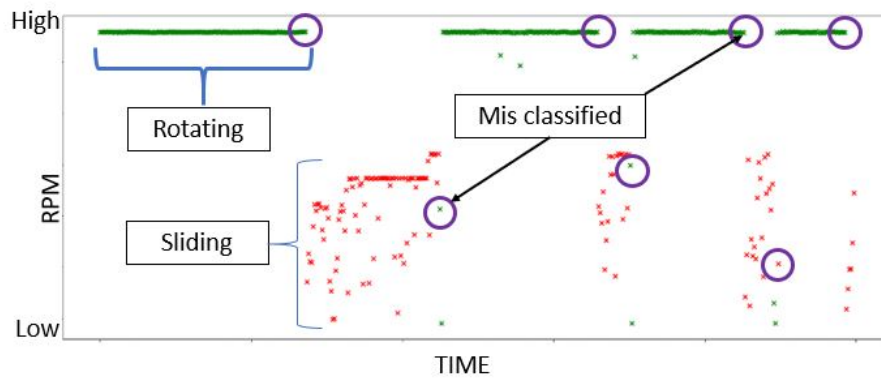 High
Rotating
Mis classified
RPM
Sliding
Low
TIME